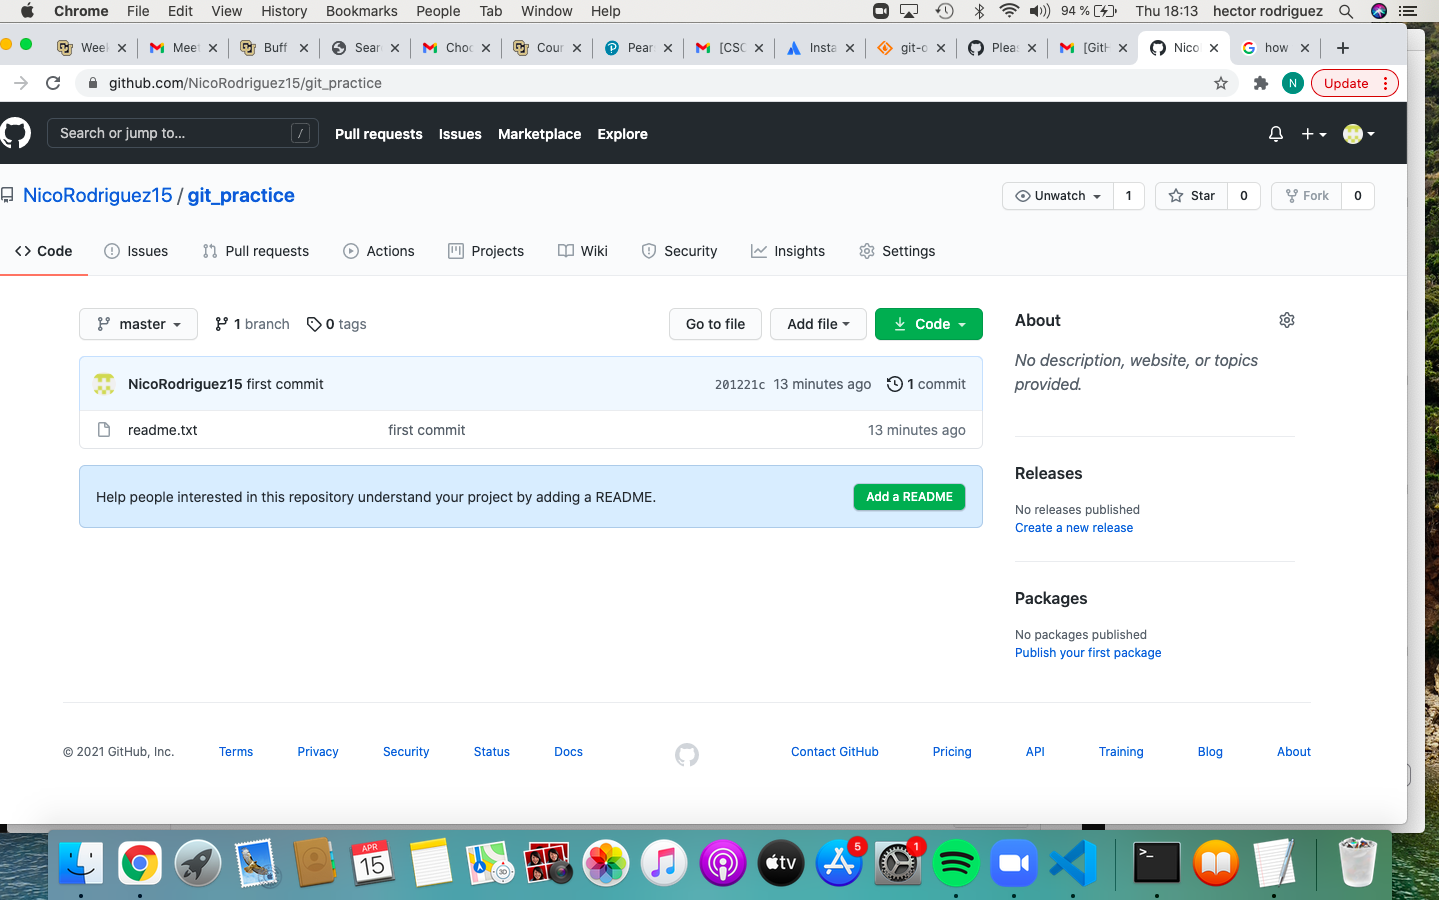 Chrome File Edit View History Bookmarks People Tab Window Help 94 % Thu 18:13 hector rodriguez
Week Meet Buff Sear Choc Cour Pears [CSC Insta git-o Pleas [GitH Nico how
github.com/NicoRodriguez15/git_practice N Update
Search or jump to... / Pull requests Issues Marketplace Explore
NicoRodriguez15 / git_practice Unwatch 1 Star 0 Fork 0
Code Issues Pull requests Actions Projects Wiki Security Insights Settings
master 1 branch 0 tags Go to file Add file Code
NicoRodriguez15 first commit 201221c 13 minutes ago 1 commit
readme.txt first commit 13 minutes ago
Help people interested in this repository understand your project by adding a README. Add a README
About
No description, website, or topics
provided.
Releases
No releases published
Create a new release
Packages
No packages published
Publish your first package
© 2021 GitHub, Inc. Terms Privacy Security Status Docs Contact GitHub Pricing API Training Blog About
APR
15
3D
tv
5
1
>_